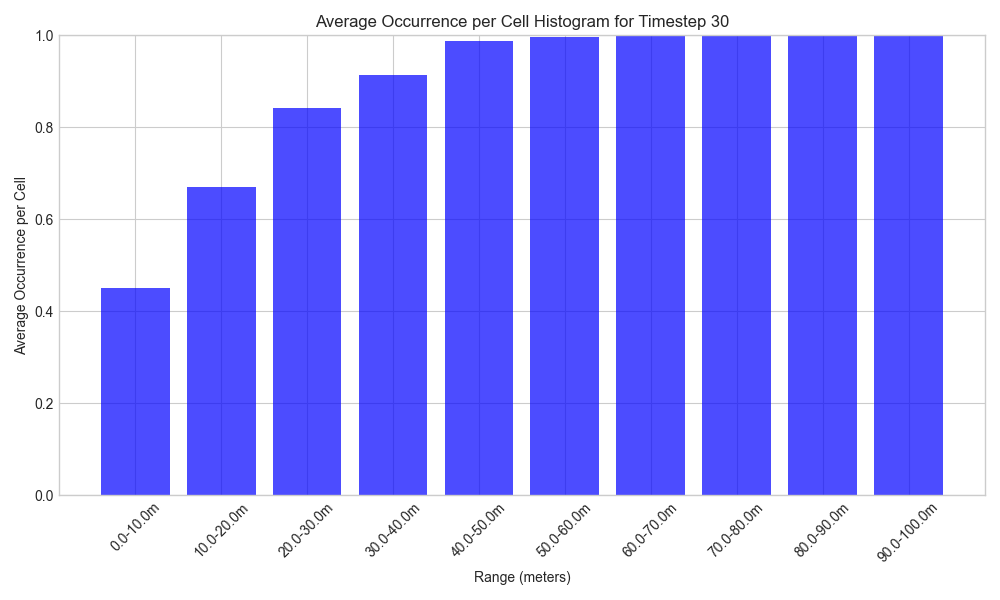 Average Occurrence per Cell Histogram for Timestep 30
Average Occurrence per Cell
1.0
0.8
0.6
0.4
0.2
0.0
0.0-10.0m
10.0-20.0m
20.0-30.0m
30.0-40.0m
40.0-50.0m
50.0-60.0m
60.0-70.0m
70.0-80.0m
80.0-90.0m
90.0-100.0m
Range (meters)